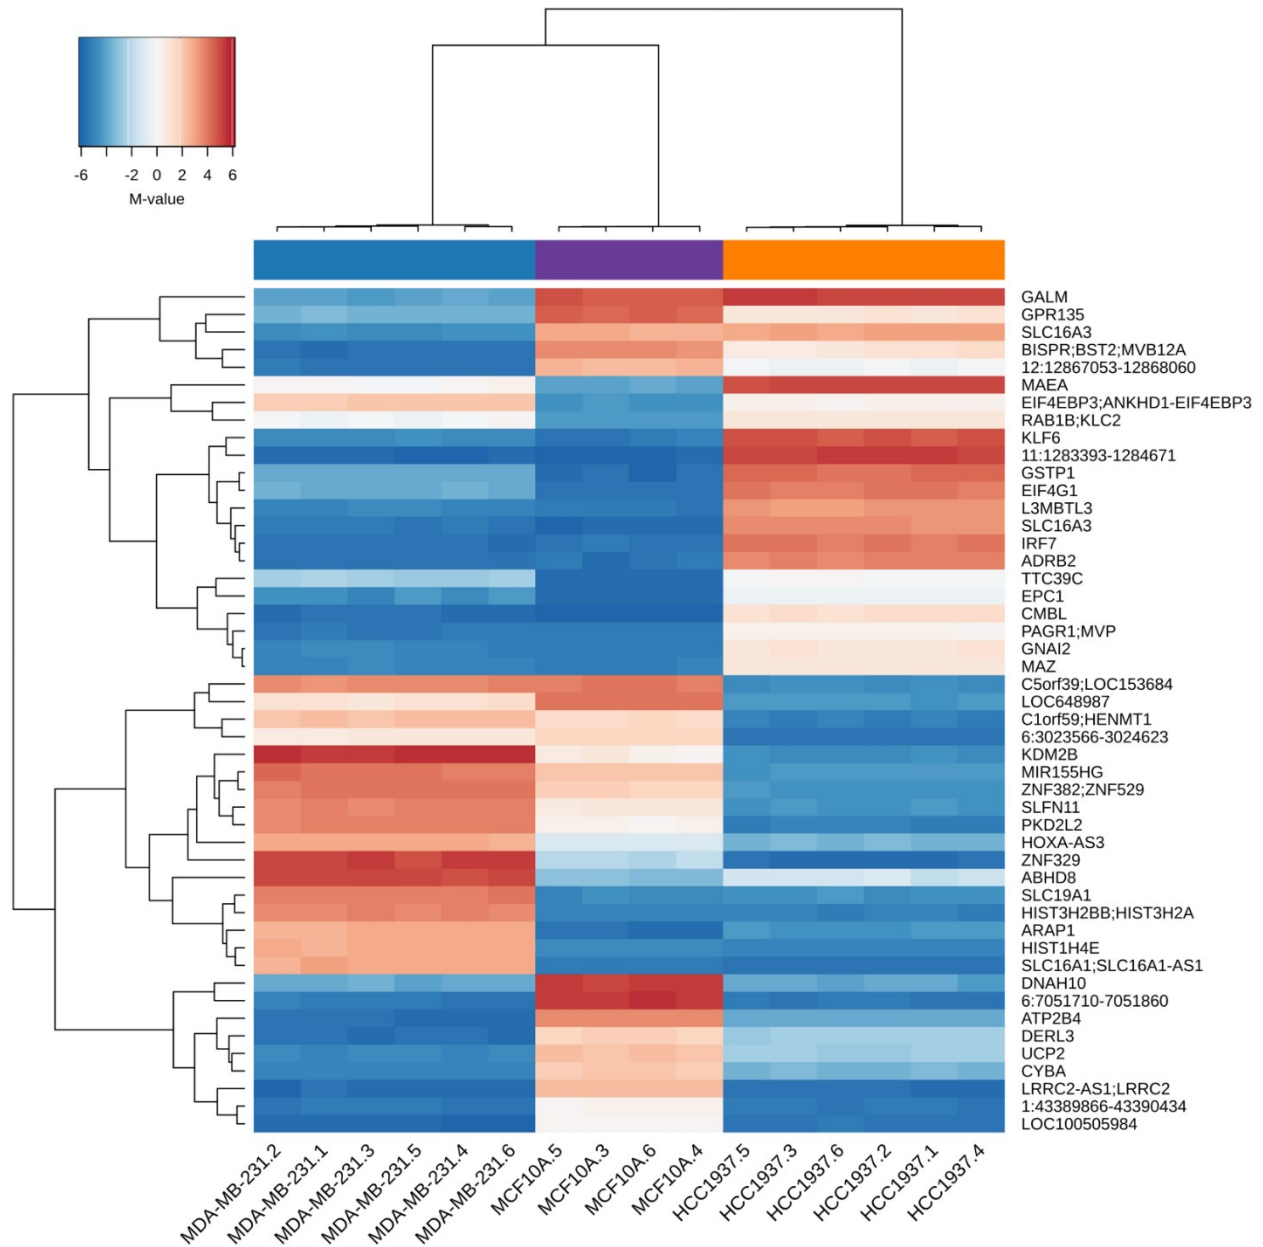 -6 -2 0 2 4 6
M-value
GALM
GPR135
SLC16A3
BISPR;BST2;MVB12A
12:12867053-12868060
MAEA
EIF4EBP3;ANKHD1-EIF4EBP3
RAB1B;KLC2
KLF6
11:1283393-1284671
GSTP1
EIF4G1
L3MBTL3
SLC16A3
IRF7
ADRB2
TTC39C
EPC1
CMBL
PAGR1;MVP
GNAI2
MAZ
C5orf39;LOC153684
LOC648987
C1orf59;HENMT1
6:3023566-3024623
KDM2B
MIR155HG
ZNF382;ZNF529
SLFN11
PKD2L2
HOXA-AS3
ZNF329
ABHD8
SLC19A1
HIST3H2BB;HIST3H2A
ARAP1
HIST1H4E
SLC16A1;SLC16A1-AS1
DNAH10
6:7051710-7051860
ATP2B4
DERL3
UCP2
CYBA
LRRC2-AS1;LRRC2
1:43389866-43390434
LOC100505984
MDA-MB-231.2
MDA-MB-231.1
MDA-MB-231.3
MDA-MB-231.5
MDA-MB-231.4
MDA-MB-231.6
MCF10A.5
MCF10A.3
MCF10A.6
MCF10A.4
HCC1937.5
HCC1937.3
HCC1937.6
HCC1937.2
HCC1937.1
HCC1937.4